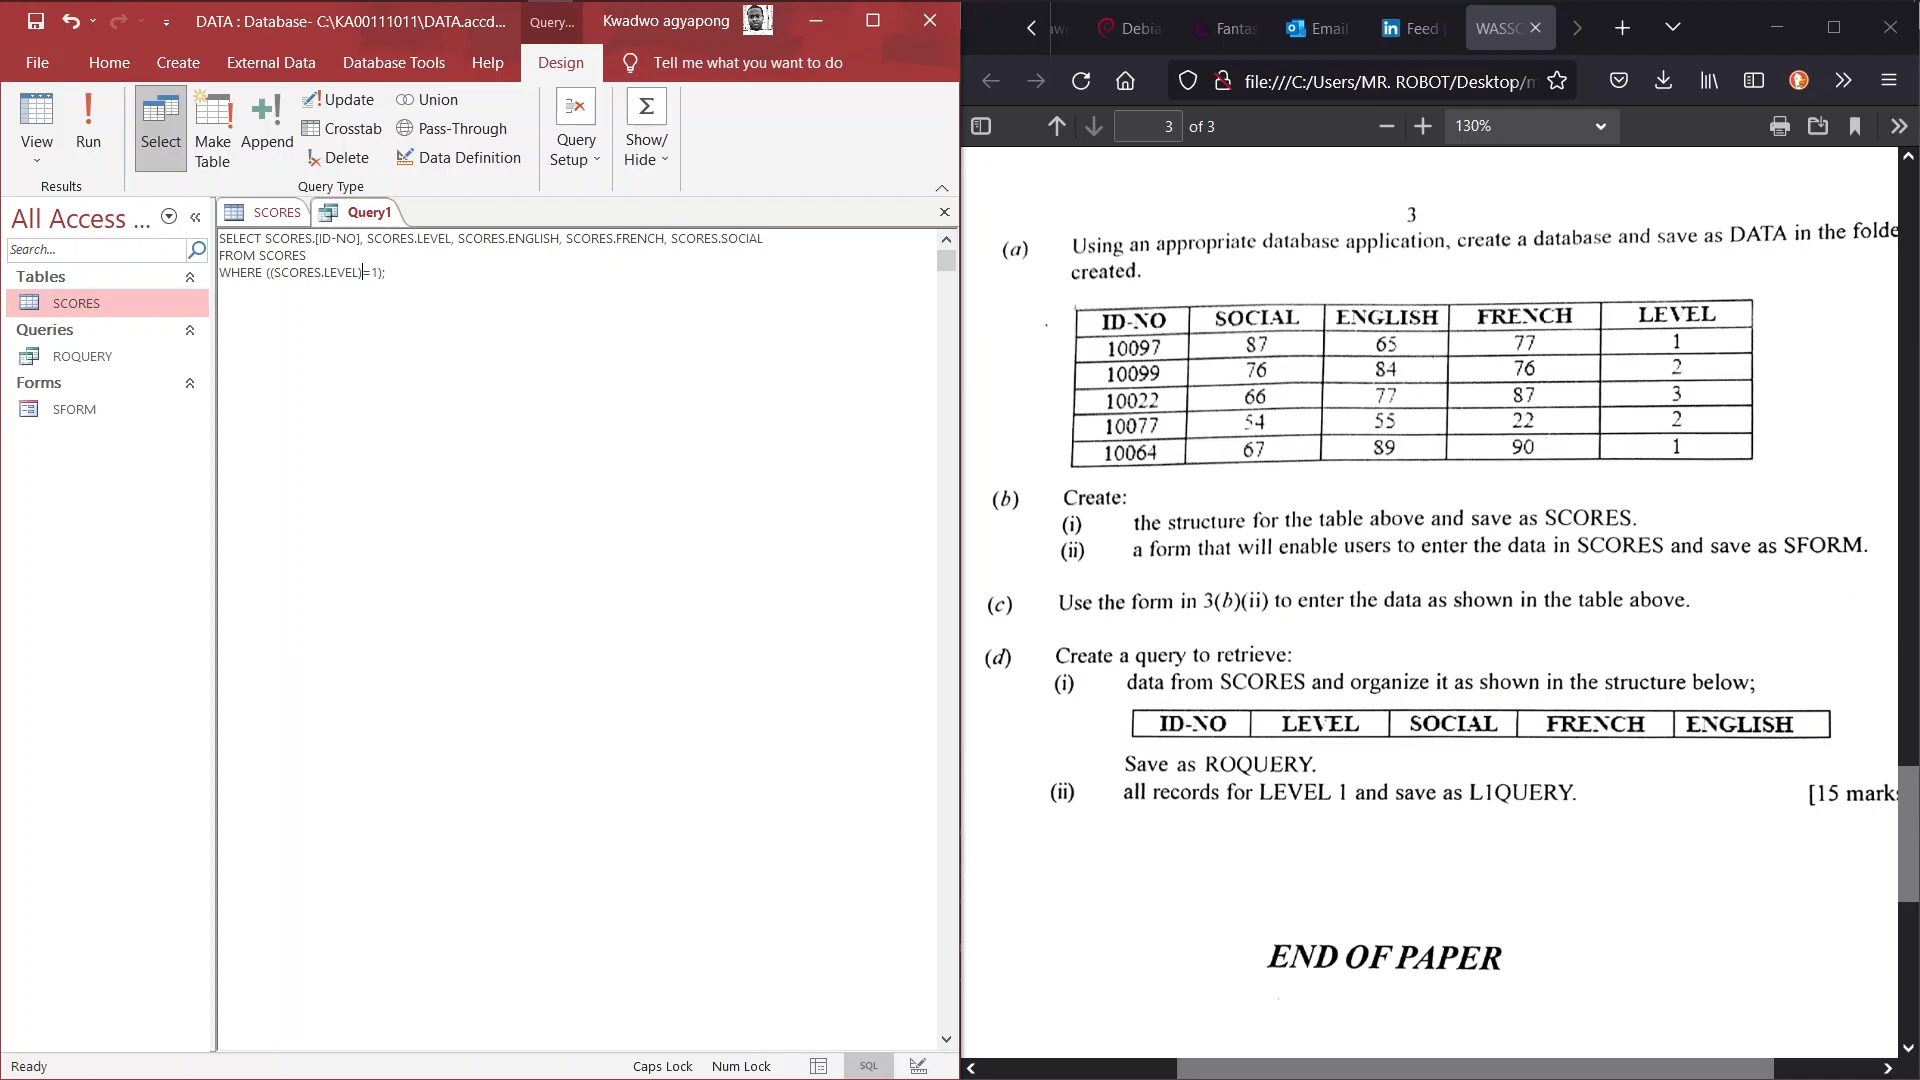 DATA : Database- C:\KA00111011\DATA.accd...
Query...
Kwadwo agyapong
File Home Create External Data Database Tools Help Design Tell me what you want to do
View
Run
Select
Make Table
Append
Update
Crosstab
Delete
Union
Pass-Through
Data Definition
Query Setup
Show/ Hide
Results
Query Type
All Access ...
Search...
Tables
SCORES
Queries
ROQUERY
Forms
SFORM
SCORES Query1
SELECT SCORES.[ID-NO], SCORES.LEVEL, SCORES.ENGLISH, SCORES.FRENCH, SCORES.SOCIAL
FROM SCORES
WHERE ((SCORES.LEVEL)=1);
Ready
Caps Lock Num Lock SQL
Debia Fantas Email Feed WASSC
file:///C:/Users/MR. ROBOT/Desktop/m
3 of 3
130%
3
(a) Using an appropriate database application, create a database and save as DATA in the folde
created.
ID-NO SOCIAL ENGLISH FRENCH LEVEL
10097 87 65 77 1
10099 76 84 76 2
10022 66 77 87 3
10077 54 55 22 2
10064 67 89 90 1
(b) Create:
(i) the structure for the table above and save as SCORES.
(ii) a form that will enable users to enter the data in SCORES and save as SFORM.
(c) Use the form in 3(b)(ii) to enter the data as shown in the table above.
(d) Create a query to retrieve:
(i) data from SCORES and organize it as shown in the structure below;
ID-NO LEVEL SOCIAL FRENCH ENGLISH
Save as ROQUERY.
(ii) all records for LEVEL 1 and save as L1QUERY. [15 marks
END OF PAPER